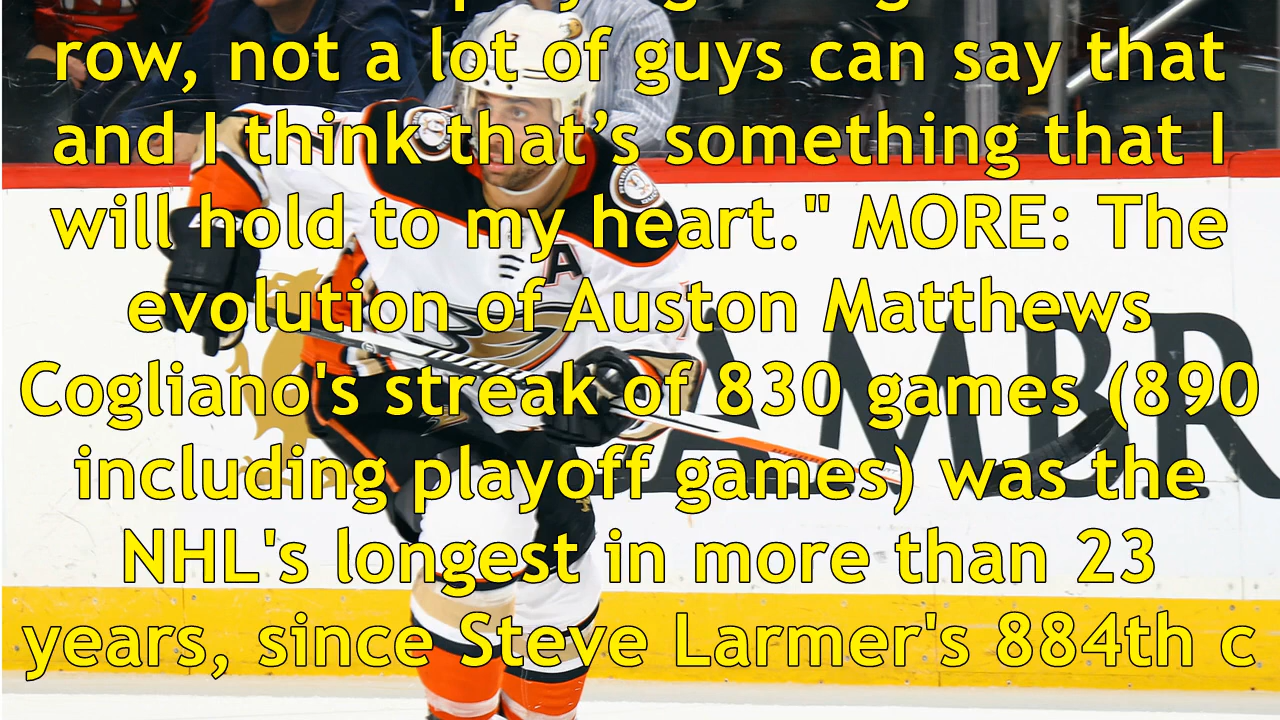 row, not a lot of guys can say that
and I think that’s something that I
will hold to my heart." MORE: The
evolution of Auston Matthews
Cogliano's streak of 830 games (890
including playoff games) was the
NHL's longest in more than 23
years, since Steve Larmer's 884th c
A
AMBR